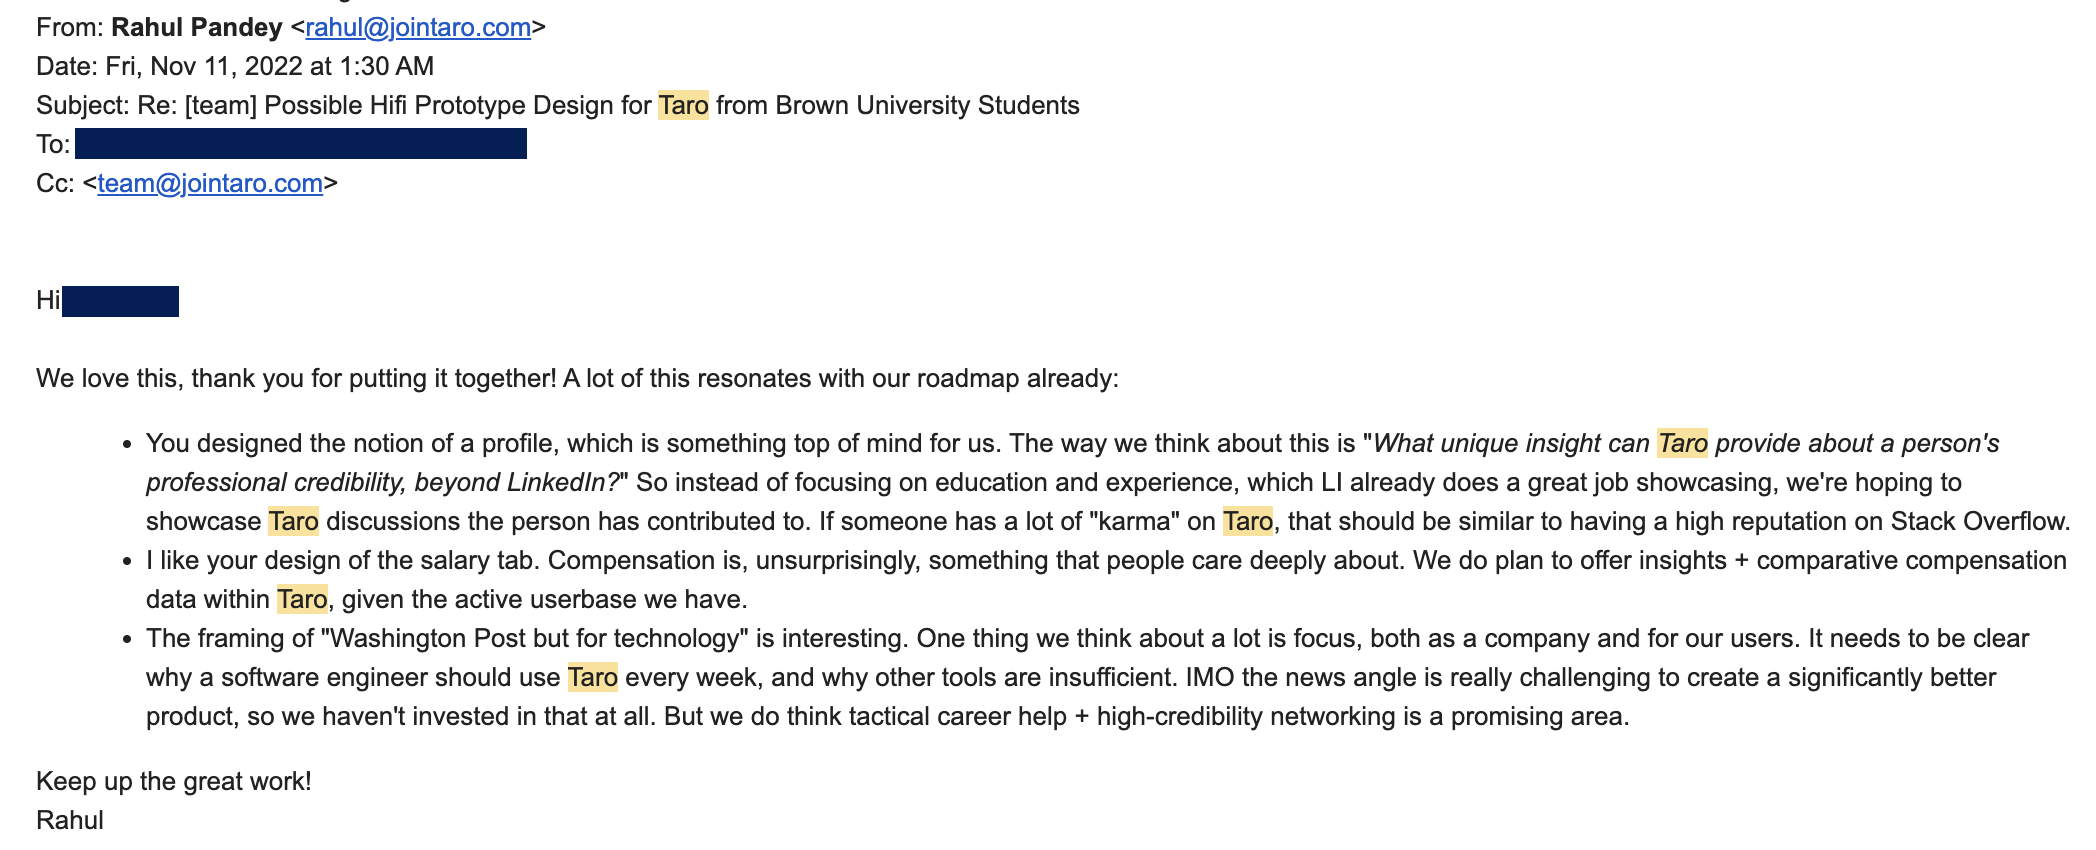 From: Rahul Pandey <rahul@jointaro.com>
Date: Fri, Nov 11, 2022 at 1:30 AM
Subject: Re: [team] Possible Hifi Prototype Design for Taro from Brown University Students
To:
Cc: <team@jointaro.com>
Hi
We love this, thank you for putting it together! A lot of this resonates with our roadmap already:
• You designed the notion of a profile, which is something top of mind for us. The way we think about this is "What unique insight can Taro provide about a person's
professional credibility, beyond LinkedIn?" So instead of focusing on education and experience, which LI already does a great job showcasing, we're hoping to
showcase Taro discussions the person has contributed to. If someone has a lot of "karma" on Taro, that should be similar to having a high reputation on Stack Overflow.
• I like your design of the salary tab. Compensation is, unsurprisingly, something that people care deeply about. We do plan to offer insights + comparative compensation
data within Taro, given the active userbase we have.
• The framing of "Washington Post but for technology" is interesting. One thing we think about a lot is focus, both as a company and for our users. It needs to be clear
why a software engineer should use Taro every week, and why other tools are insufficient. IMO the news angle is really challenging to create a significantly better
product, so we haven't invested in that at all. But we do think tactical career help + high-credibility networking is a promising area.
Keep up the great work!
Rahul